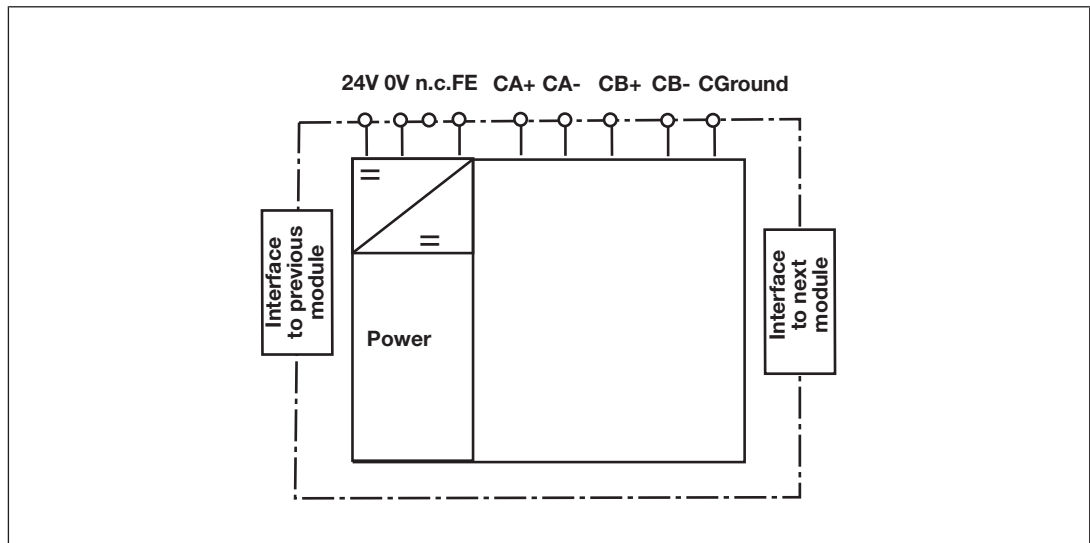 24V 0V n.c.FE CA+ CA- CB+ CB- CGround
=
=
Interface
to previous
module
Power
Interface
to next
module